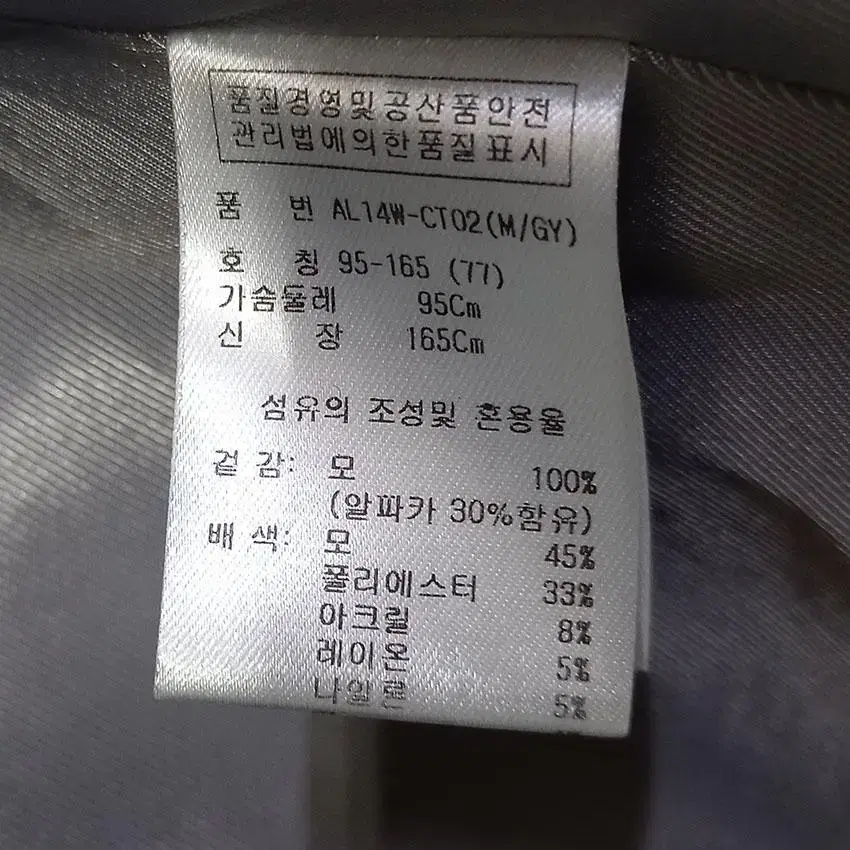 품질경영및공산품안전
관리법에의한품질표시
품 번 AL14W-CT02(M/GY)
호 칭 95-165 (77)
가슴둘레 95Cm
신 장 165Cm
섬유의 조성및 혼용율
겉 감: 모 100%
(알파카 30%함유)
배 색: 모 45%
폴리에스터 33%
아크릴 8%
레이온 5%
나일론 5%